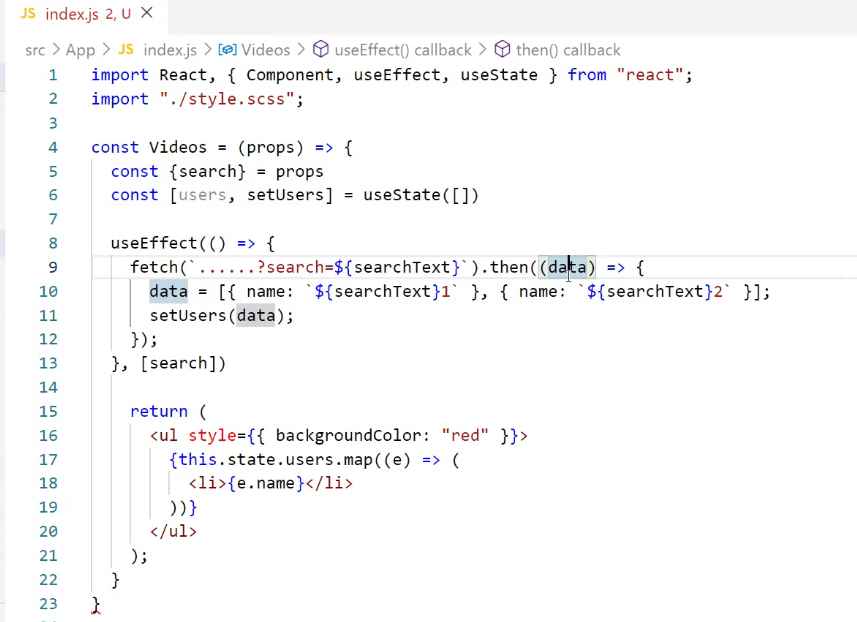 JS index.js 2, U ×
src > App > JS index.js > Videos > useEffect() callback > then() callback
1 import React, { Component, useEffect, useState } from "react";
2 import "./style.scss";
3
4 const Videos = (props) => {
5 const {search} = props
6 const [users, setUsers] = useState([])
7
8 useEffect(() => {
9 fetch(`......?search=${searchText}`).then((data) => {
10 data = [{ name: `${searchText}1` }, { name: `${searchText}2` }];
11 setUsers(data);
12 });
13 }, [search])
14
15 return (
16 <ul style={{ backgroundColor: "red" }}>
17 {this.state.users.map((e) => (
18 <li>{e.name}</li>
19 ))}
20 </ul>
21 );
22 }
23 }